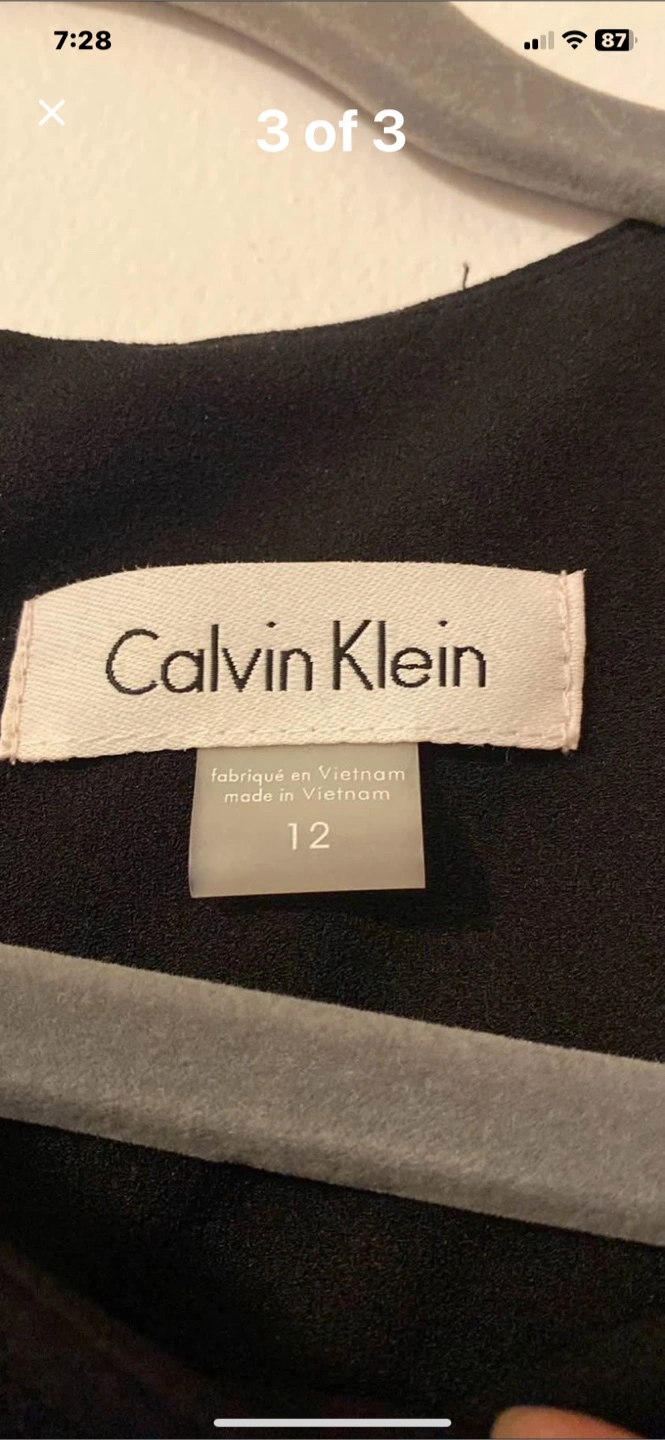 7:28
87
3 of 3
Calvin Klein
fabriqué en Vietnam
made in Vietnam
12